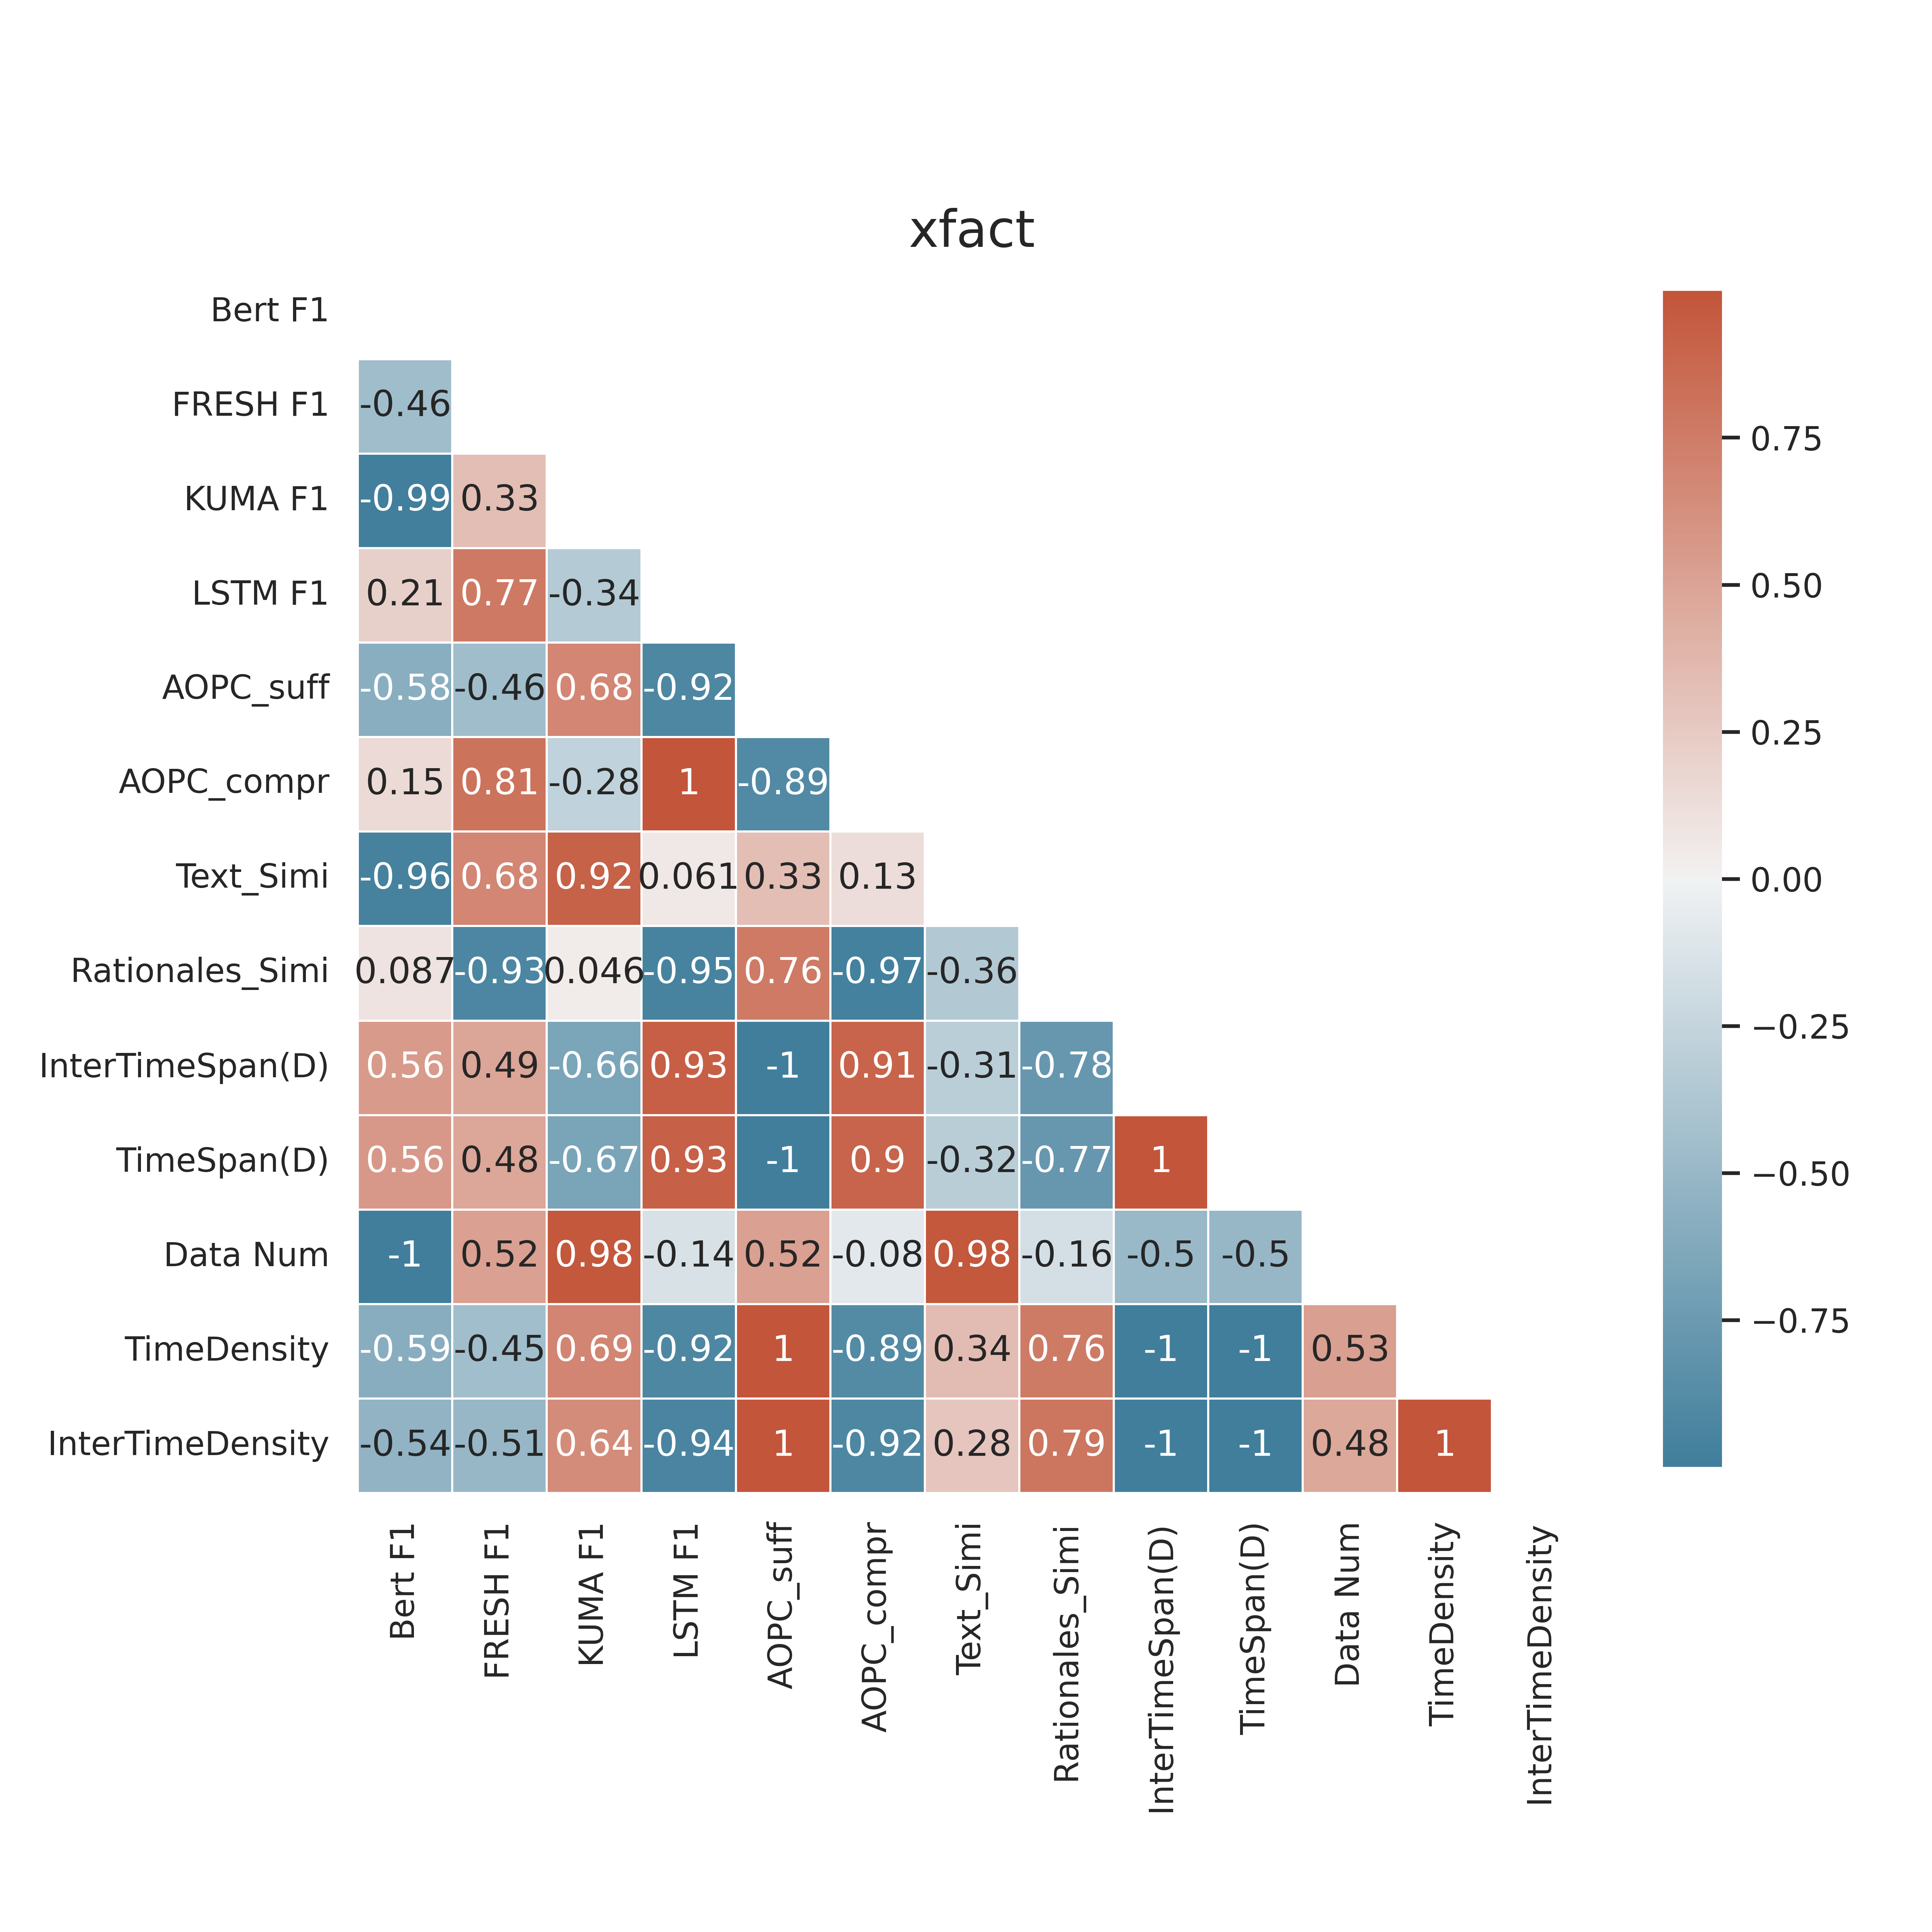 xfact
Bert F1
FRESH F1 -0.46
KUMA F1 -0.99 0.33
LSTM F1 0.21 0.77 -0.34
AOPC_suff -0.58 -0.46 0.68 -0.92
AOPC_compr 0.15 0.81 -0.28 1 -0.89
Text_Simi -0.96 0.68 0.92 0.061 0.33 0.13
Rationales_Simi 0.087 -0.93 0.046 -0.95 0.76 -0.97 -0.36
InterTimeSpan(D) 0.56 0.49 -0.66 0.93 -1 0.91 -0.31 -0.78
TimeSpan(D) 0.56 0.48 -0.67 0.93 -1 0.9 -0.32 -0.77 1
Data Num -1 0.52 0.98 -0.14 0.52 -0.08 0.98 -0.16 -0.5 -0.5
TimeDensity -0.59 -0.45 0.69 -0.92 1 -0.89 0.34 0.76 -1 -1 0.53
InterTimeDensity -0.54 -0.51 0.64 -0.94 1 -0.92 0.28 0.79 -1 -1 0.48 1
Bert F1
FRESH F1
KUMA F1
LSTM F1
AOPC_suff
AOPC_compr
Text_Simi
Rationales_Simi
InterTimeSpan(D)
TimeSpan(D)
Data Num
TimeDensity
InterTimeDensity
0.75
0.50
0.25
0.00
−0.25
−0.50
−0.75